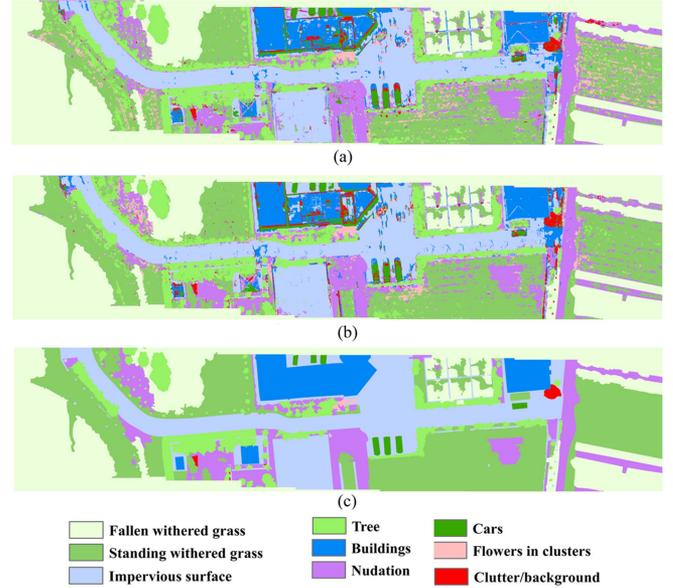 (a)
(b)
(c)
Fallen withered grass
Standing withered grass
Impervious surface
Tree
Buildings
Nudation
Cars
Flowers in clusters
Clutter/background